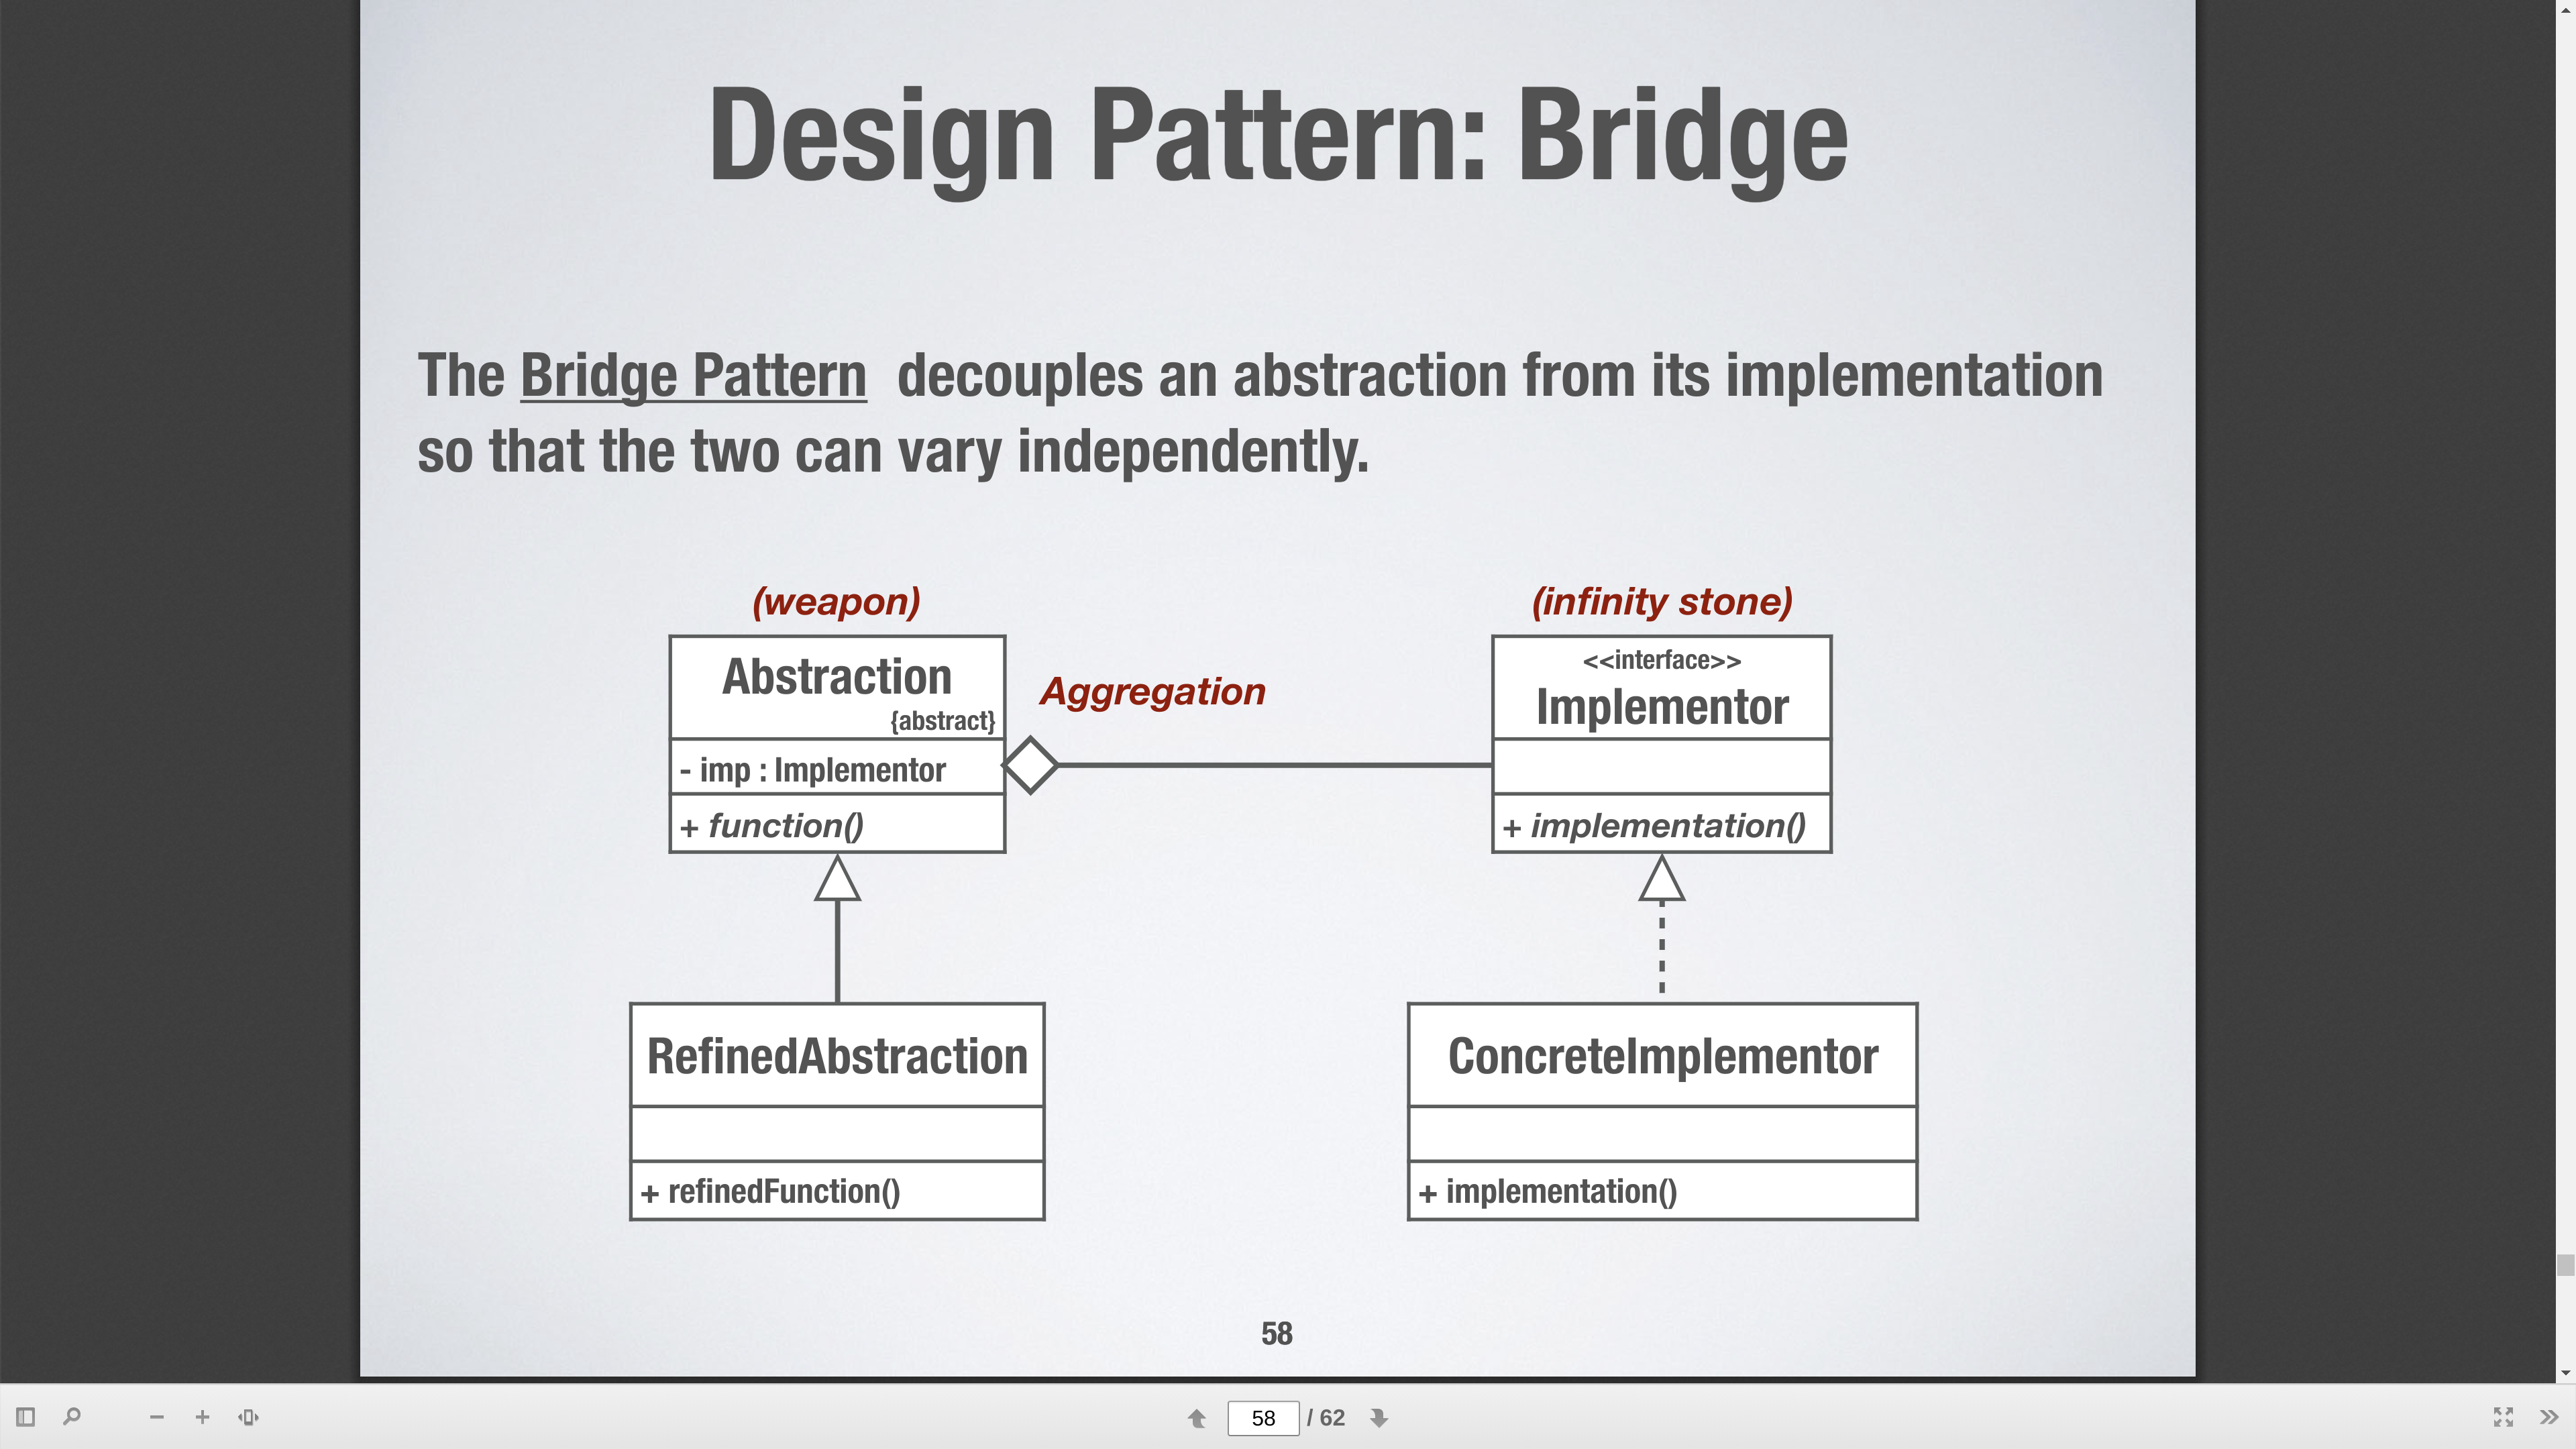 Design Pattern: Bridge
The Bridge Pattern decouples an abstraction from its implementation
so that the two can vary independently.
(weapon)
Abstraction
{abstract}
- imp : Implementor
+ function()
Aggregation
(infinity stone)
<<interface>>
Implementor
+ implementation()
RefinedAbstraction
+ refinedFunction()
ConcreteImplementor
+ implementation()
58
58 / 62